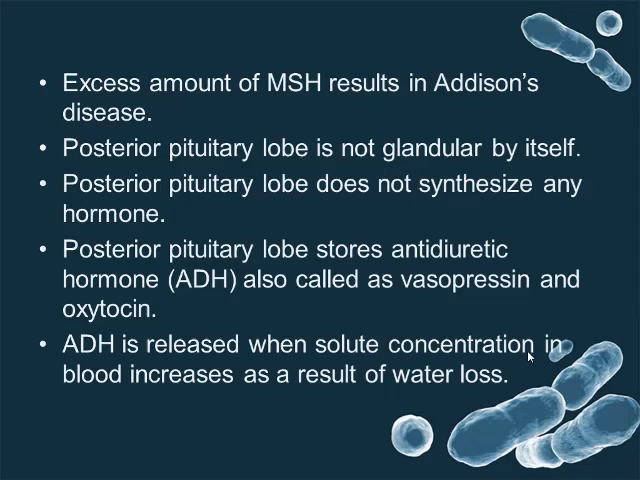 • Excess amount of MSH results in Addison’s
disease.
• Posterior pituitary lobe is not glandular by itself.
• Posterior pituitary lobe does not synthesize any
hormone.
• Posterior pituitary lobe stores antidiuretic
hormone (ADH) also called as vasopressin and
oxytocin.
• ADH is released when solute concentration in
blood increases as a result of water loss.